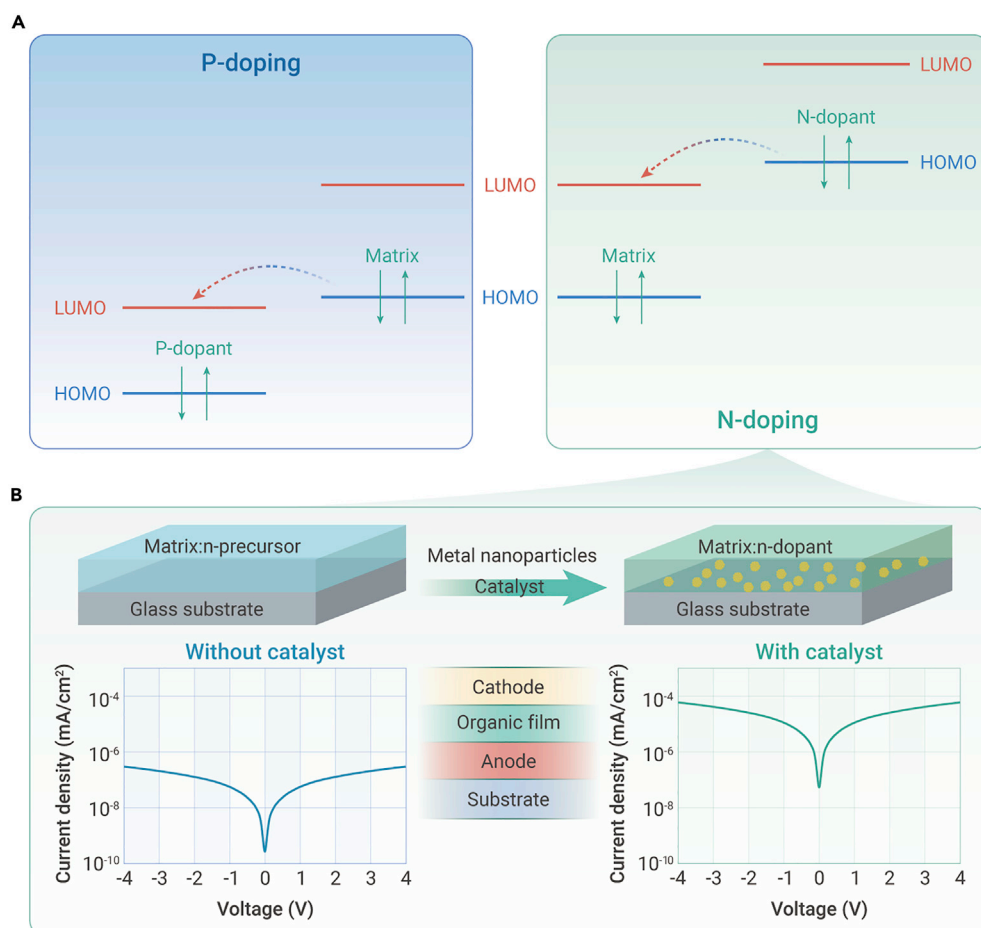 A
P-doping
LUMO
N-dopant
HOMO
LUMO
Matrix
Matrix
HOMO
LUMO
P-dopant
HOMO
N-doping
B
Matrix:n-precursor
Glass substrate
Metal nanoparticles
Catalyst
Matrix:n-dopant
Glass substrate
Without catalyst
Current density (mA/cm²)
10⁻⁴
10⁻⁶
10⁻⁸
10⁻¹⁰
-4 -3 -2 -1 0 1 2 3 4
Voltage (V)
Cathode
Organic film
Anode
Substrate
With catalyst
Current density (mA/cm²)
10⁻⁴
10⁻⁶
10⁻⁸
10⁻¹⁰
-4 -3 -2 -1 0 1 2 3 4
Voltage (V)